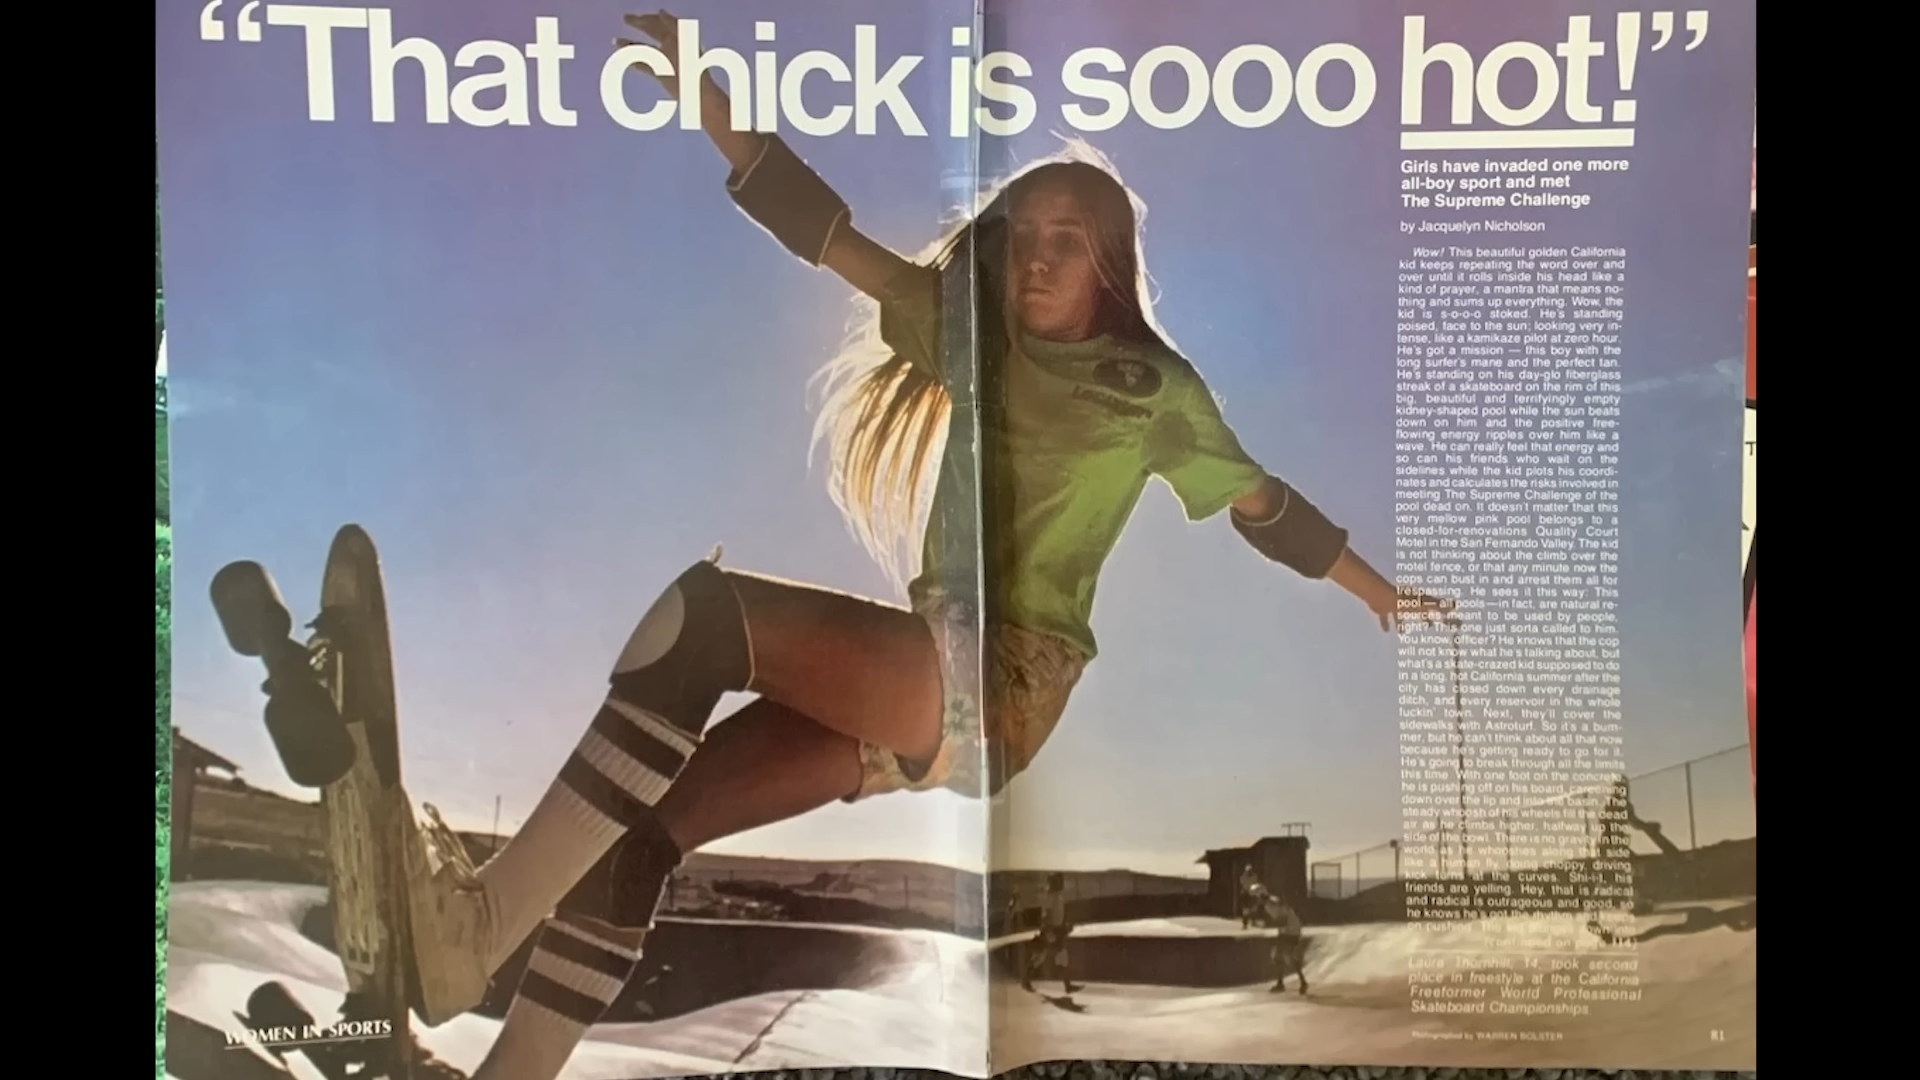 “That chick is sooo hot!”
Girls have invaded one more
all-boy sport and met
The Supreme Challenge
by Jacquelyn Nicholson
Wow! This beautiful golden California
kid keeps repeating the word over and
over until it rolls inside his head like a
kind of prayer, a mantra that means no-
thing and sums up everything. Wow, the
kid is s-o-o-o stoked. He's standing
poised, face to the sun; looking very in-
tense, like a kamikaze pilot at zero hour.
He's got a mission — this boy with the
long surfer's mane and the perfect tan.
He's standing on his day-glo fiberglass
streak of a skateboard on the rim of this
big, beautiful and terrifyingly empty
kidney-shaped pool while the sun beats
down on him and the positive free-
flowing energy ripples over him like a
wave. He can really feel that energy and
so can his friends who wait on the
sidelines while the kid plots his coordi-
nates and calculates the risks involved in
meeting The Supreme Challenge of the
pool dead on. It doesn't matter that this
very mellow pink pool belongs to a
closed-for-renovations Quality Court
Motel in the San Fernando Valley. The kid
is not thinking about the climb over the
motel fence, or that any minute now the
cops can bust in and arrest them all for
trespassing. He sees it this way: This
pool — all pools — in fact, are natural re-
sources meant to be used by people,
right? This one just sorta called to him.
You know, officer? He knows that the cop
will not know what he's talking about, but
what's a skate-crazed kid supposed to do
in a long, hot California summer after the
city has closed down every drainage
ditch, and every reservoir in the whole
fuckin' town. Next, they'll cover the
sidewalks with Astroturf. So it's a bum-
mer, but he can't think about all that now
because he's getting ready to go for it.
He's going to break through all the limits
this time. With one foot on the concrete,
he is pushing off on his board, careening
down over the lip and into the basin. The
steady whoosh of his wheels fill the dead
air as he climbs higher, halfway up the
side of the bowl. There is no gravity in the
world as he whooshes along that side
like a human fly, doing choppy, driving
kick turns at the curves. Shi-i-t, his
friends are yelling. Hey, that is radical
and radical is outrageous and good, so
he knows he's got the rhythm and keeps
on pushing. down into
(continued on page 114)
Laura Thornhill, 14, took second
place in freestyle at the California
Freeformer World Professional
Skateboard Championships
Photographed by WARREN BOLSTER
WOMEN IN SPORTS
81